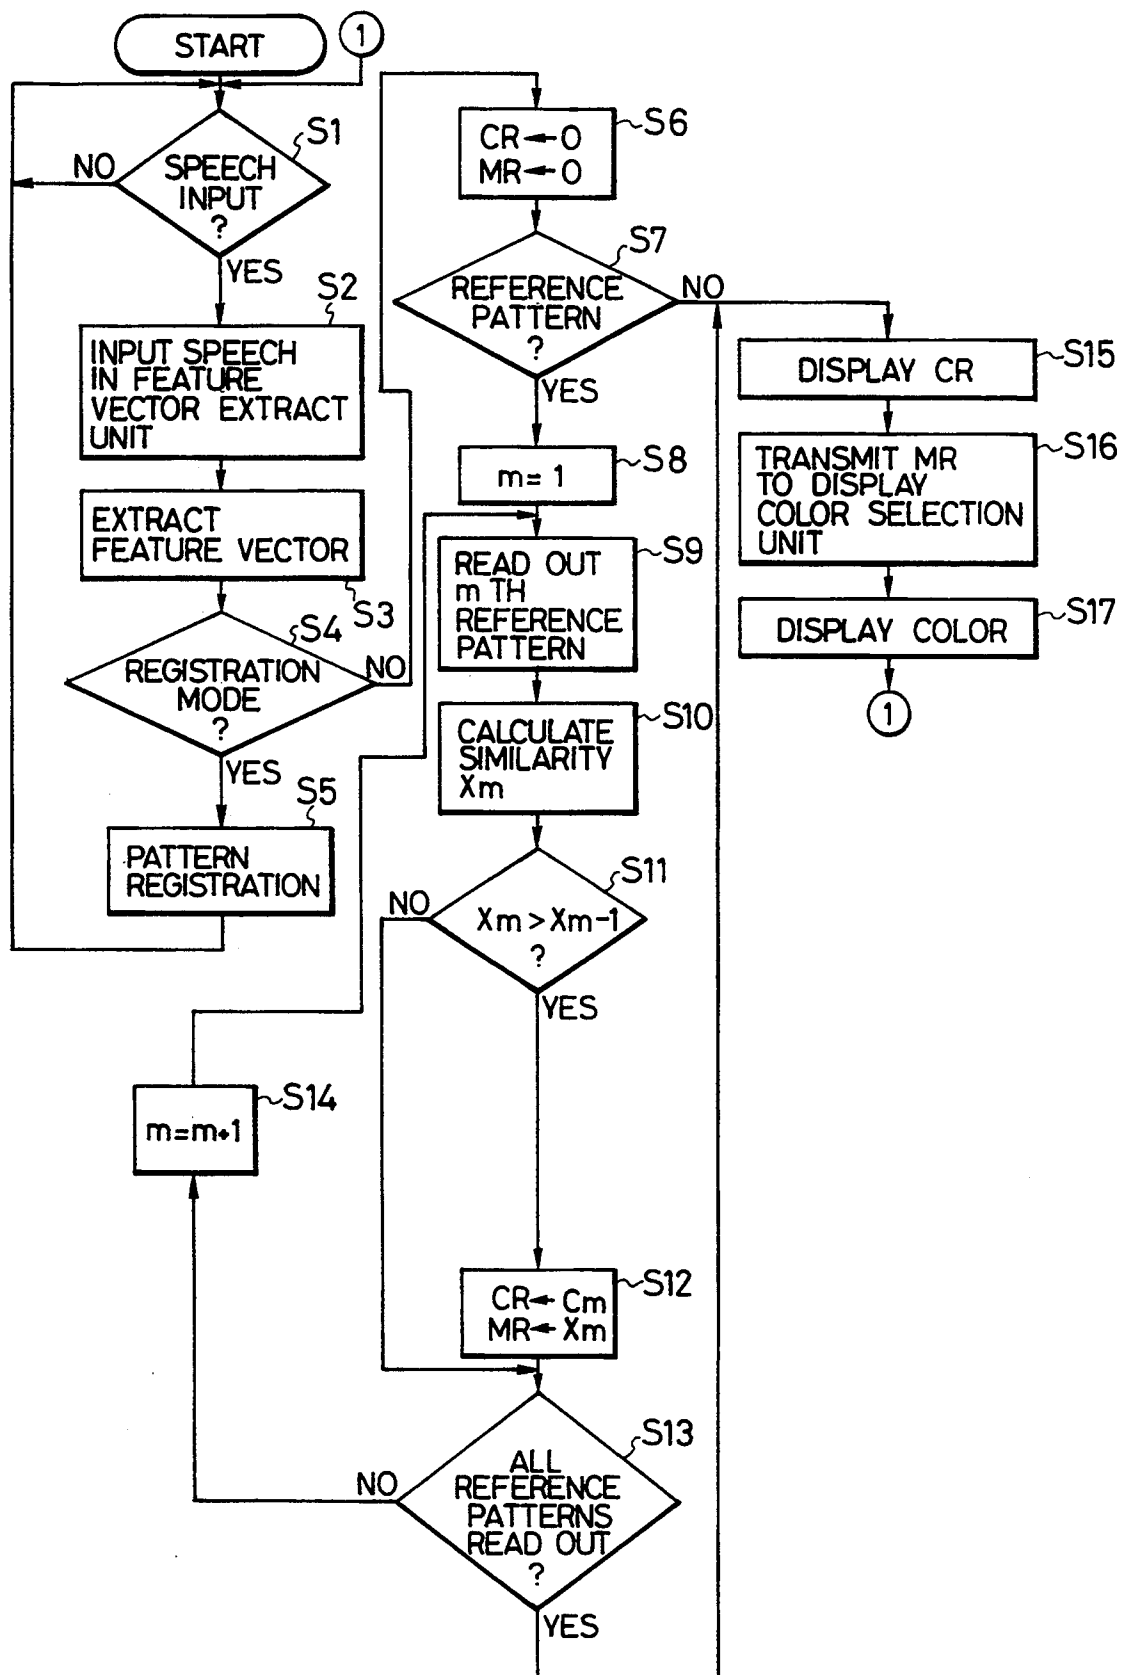 START
1
S1
NO
SPEECH
INPUT
?
YES
S2
INPUT SPEECH
IN FEATURE
VECTOR EXTRACT
UNIT
EXTRACT
FEATURE VECTOR
S3
S4
REGISTRATION
MODE
?
NO
YES
S5
PATTERN
REGISTRATION
S6
CR←0
MR←0
S7
REFERENCE
PATTERN
?
NO
YES
S8
m=1
S9
READ OUT
m TH
REFERENCE
PATTERN
S10
CALCULATE
SIMILARITY
Xm
S11
NO
Xm>Xm-1
?
YES
S14
m=m+1
S12
CR←Cm
MR←Xm
S13
NO
ALL
REFERENCE
PATTERNS
READ OUT
?
YES
S15
DISPLAY CR
S16
TRANSMIT MR
TO DISPLAY
COLOR SELECTION
UNIT
S17
DISPLAY COLOR
1